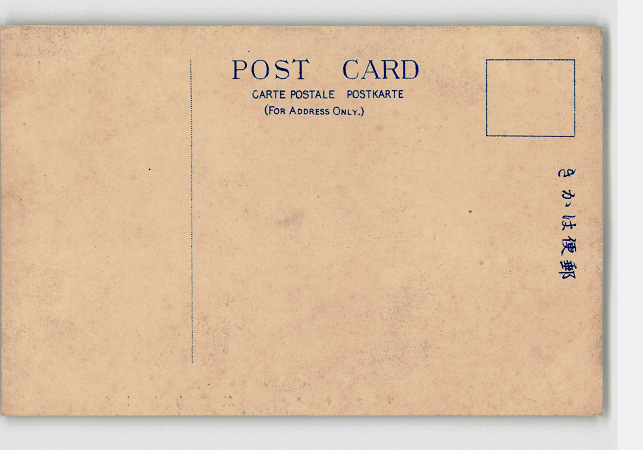 POST CARD
CARTE POSTALE POSTKARTE
(FOR ADDRESS ONLY.)
きかは便郵